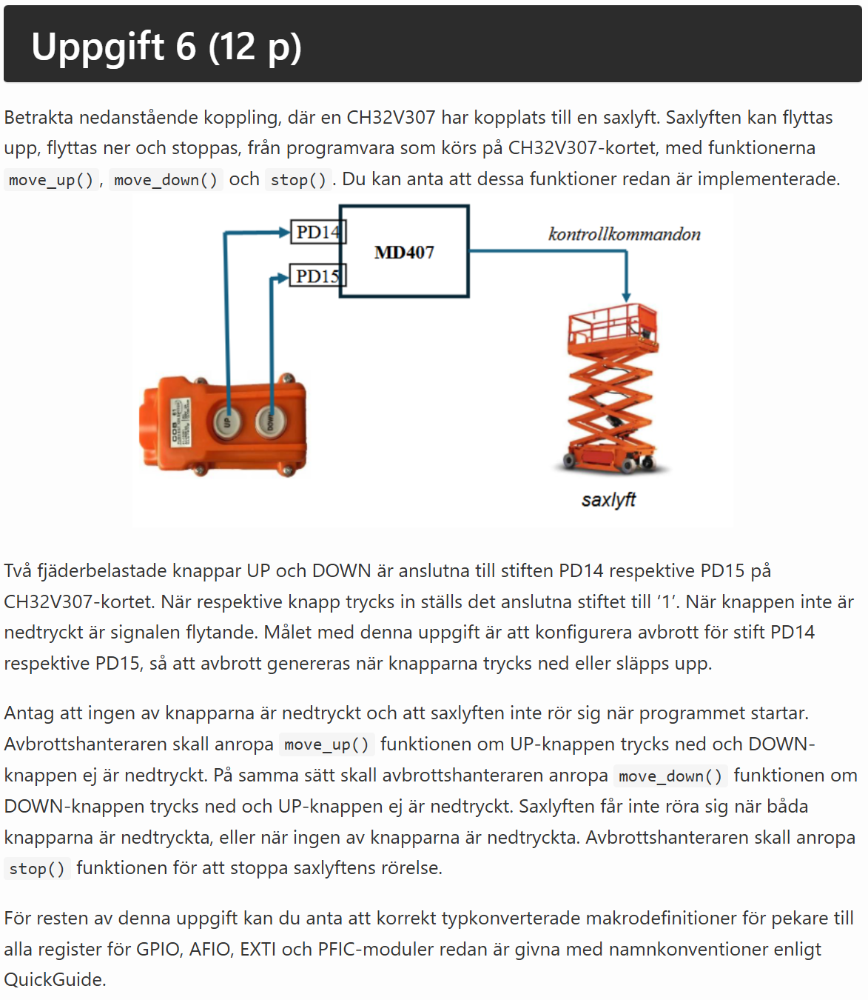 Uppgift 6 (12 p)
Betrakta nedanstående koppling, där en CH32V307 har kopplats till en saxlyft. Saxlyften kan flyttas
upp, flyttas ner och stoppas, från programvara som körs på CH32V307-kortet, med funktionerna
move_up() , move_down() och stop() . Du kan anta att dessa funktioner redan är implementerade.
PD14
MD407
kontrollkommandon
PD15
UP
DOWN
COB 61
saxlyft
Två fjäderbelastade knappar UP och DOWN är anslutna till stiften PD14 respektive PD15 på
CH32V307-kortet. När respektive knapp trycks in ställs det anslutna stiftet till ‘1’. När knappen inte är
nedtryckt är signalen flytande. Målet med denna uppgift är att konfigurera avbrott för stift PD14
respektive PD15, så att avbrott genereras när knapparna trycks ned eller släpps upp.
Antag att ingen av knapparna är nedtryckt och att saxlyften inte rör sig när programmet startar.
Avbrottshanteraren skall anropa move_up() funktionen om UP-knappen trycks ned och DOWN-
knappen ej är nedtryckt. På samma sätt skall avbrottshanteraren anropa move_down() funktionen om
DOWN-knappen trycks ned och UP-knappen ej är nedtryckt. Saxlyften får inte röra sig när båda
knapparna är nedtryckta, eller när ingen av knapparna är nedtryckta. Avbrottshanteraren skall anropa
stop() funktionen för att stoppa saxlyftens rörelse.
För resten av denna uppgift kan du anta att korrekt typkonverterade makrodefinitioner för pekare till
alla register för GPIO, AFIO, EXTI och PFIC-moduler redan är givna med namnkonventioner enligt
QuickGuide.